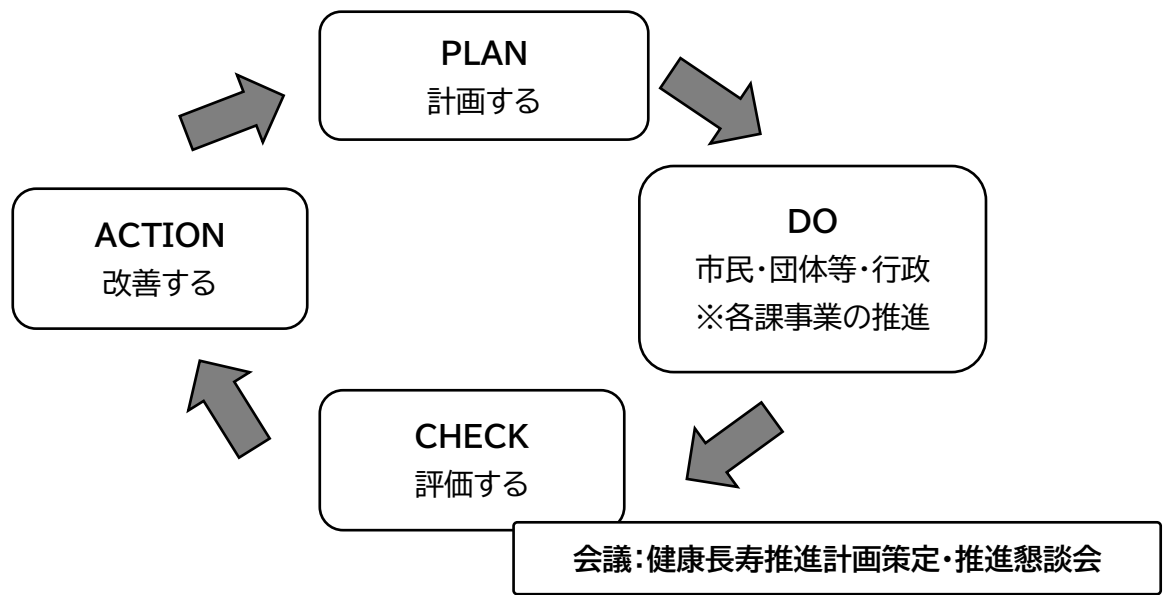 PLAN
計画する
DO
市民・団体等・行政
※各課事業の推進
ACTION
改善する
CHECK
評価する
会議：健康長寿推進計画策定・推進懇談会